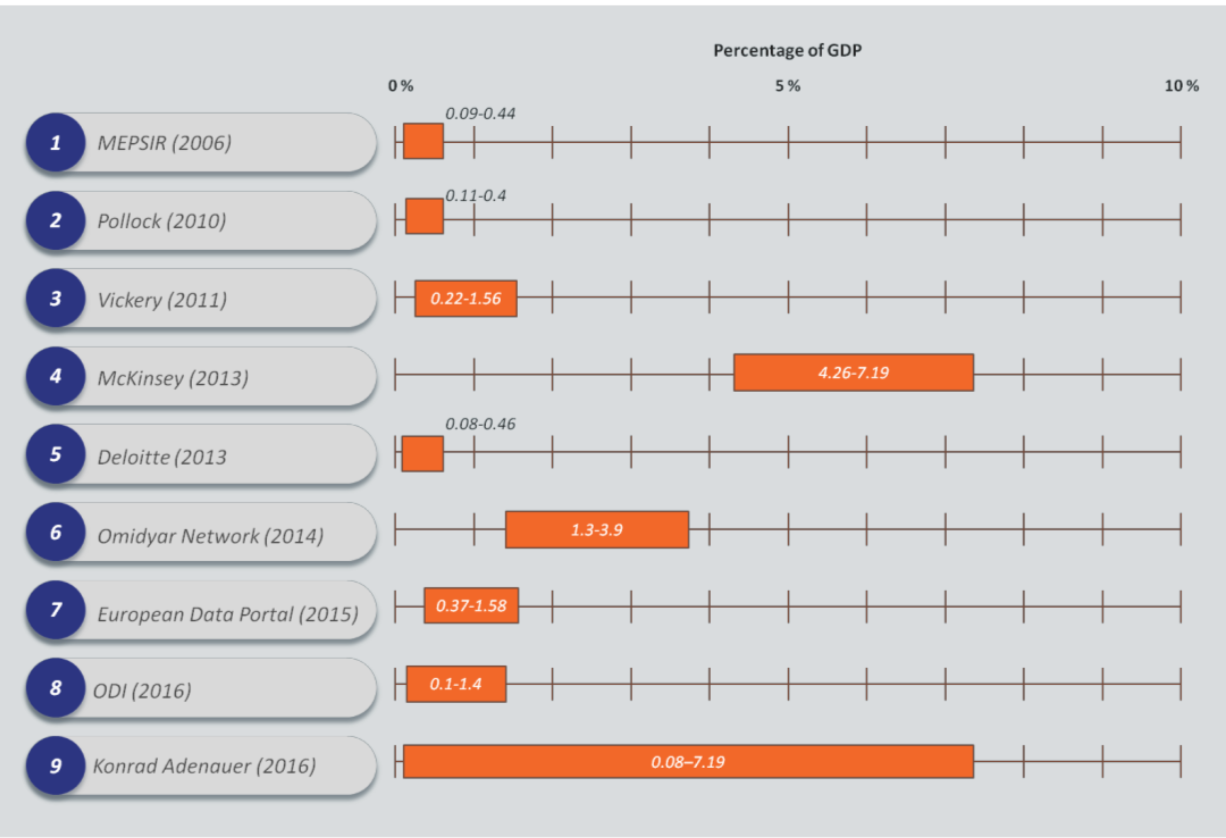 Percentage of GDP
0 % 5 % 10 %
0.09-0.44
1 MEPSIR (2006)
0.11-0.4
2 Pollock (2010)
3 Vickery (2011) 0.22-1.56
4 McKinsey (2013) 4.26-7.19
0.08-0.46
5 Deloitte (2013
6 Omidyar Network (2014) 1.3-3.9
7 European Data Portal (2015) 0.37-1.58
8 ODI (2016) 0.1-1.4
9 Konrad Adenauer (2016) 0.08–7.19